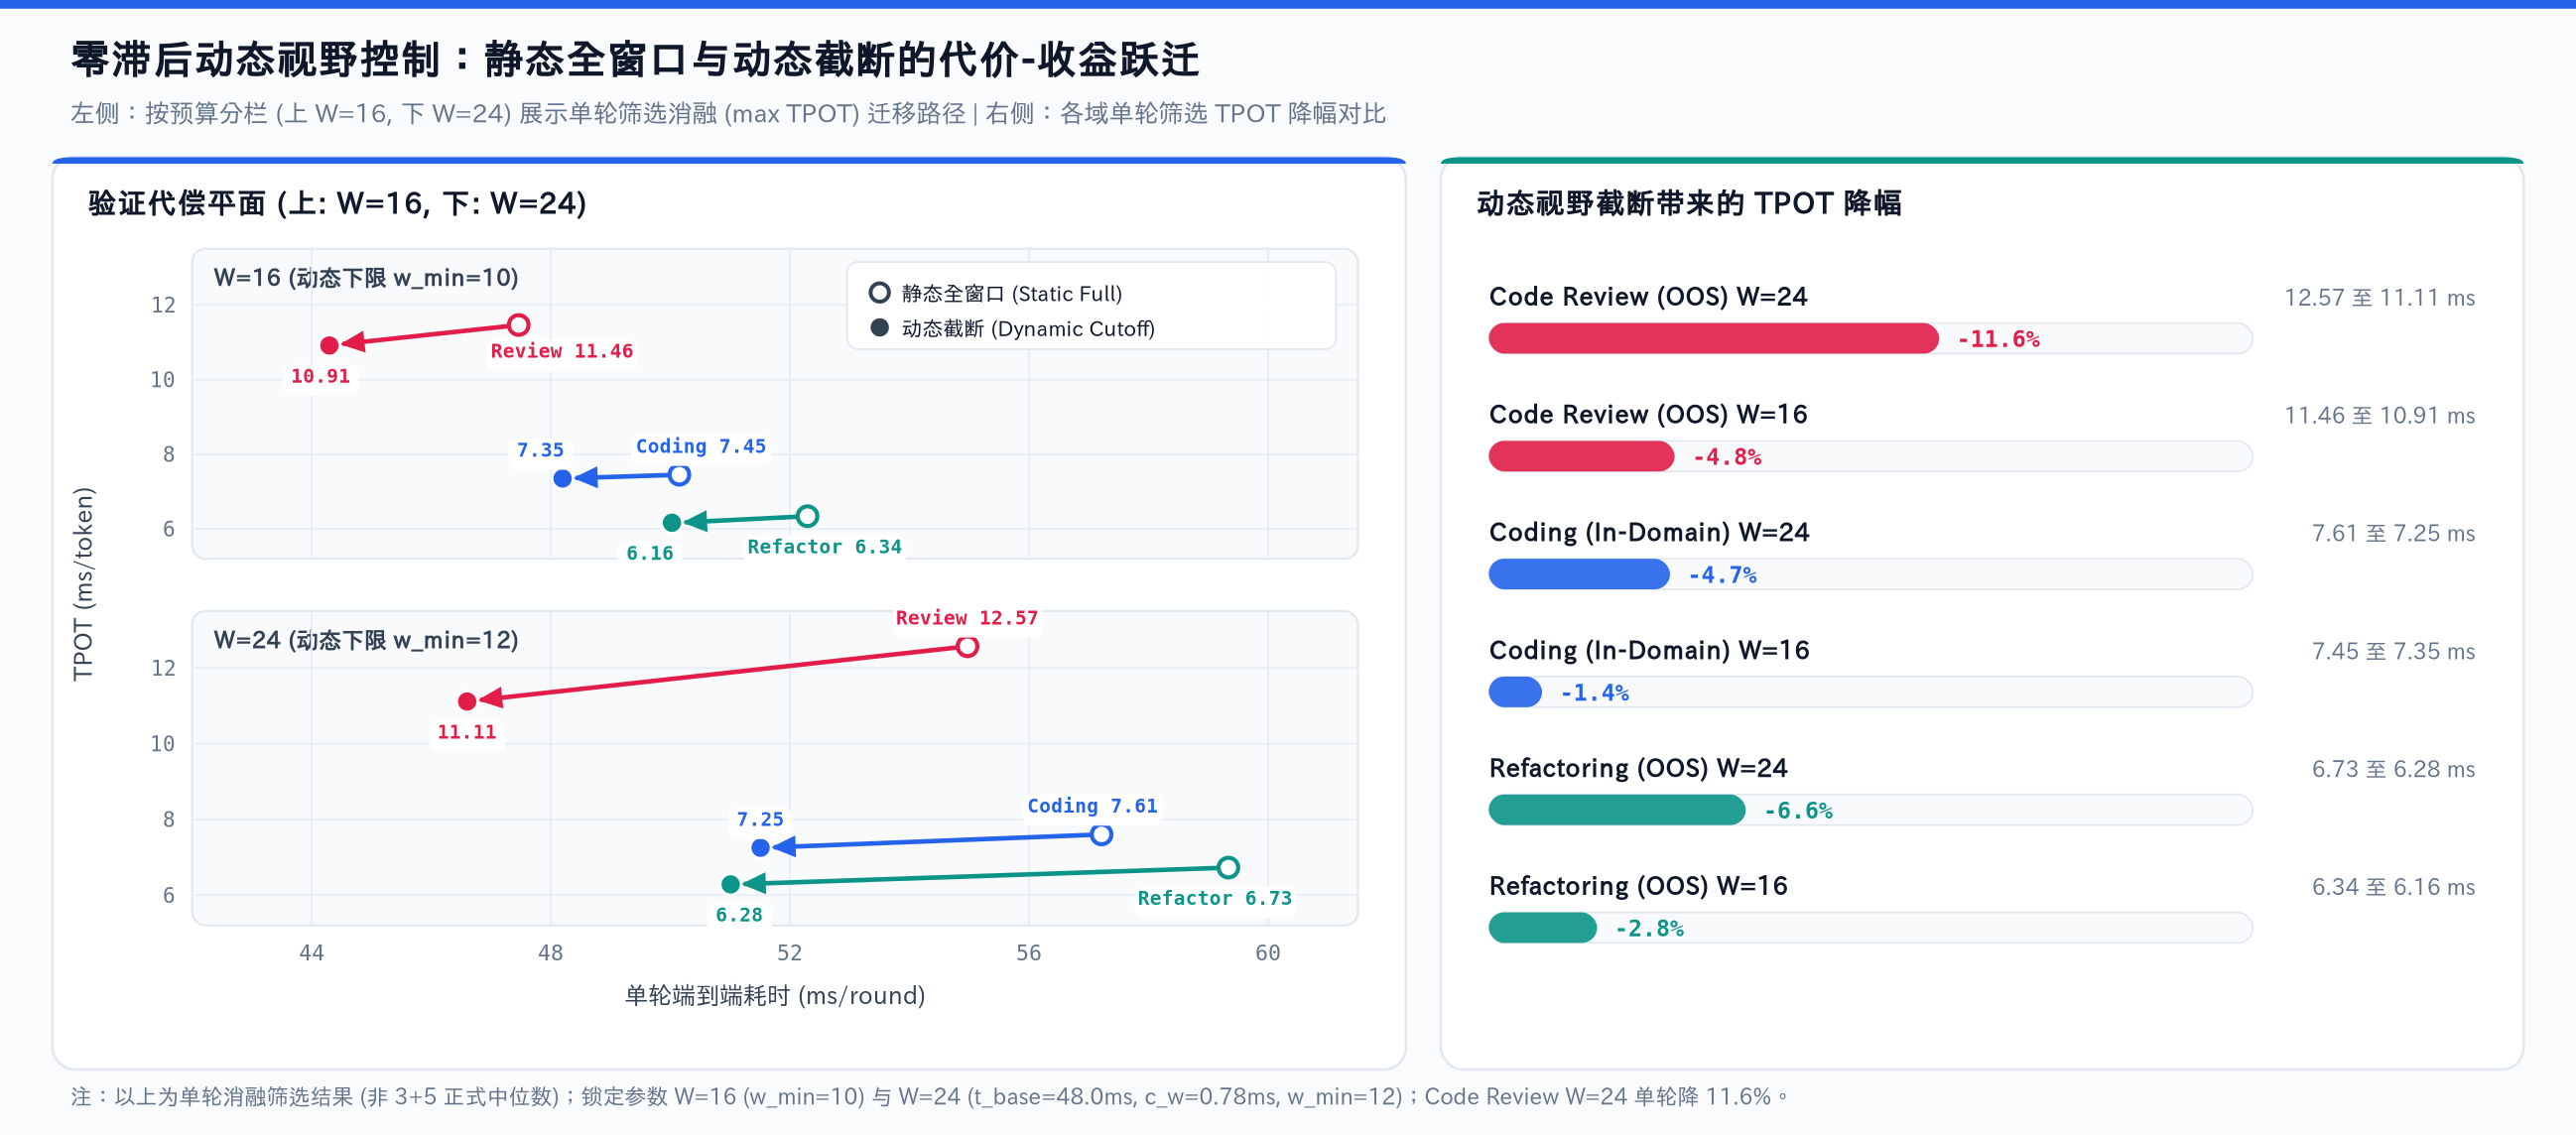 零滞后动态视野控制：静态全窗口与动态截断的代价-收益跃迁
左侧：按预算分栏 (上 W=16, 下 W=24) 展示单轮筛选消融 (max TPOT) 迁移路径 | 右侧：各域单轮筛选 TPOT 降幅对比
验证代偿平面 (上: W=16, 下: W=24)
W=16 (动态下限 w_min=10)
静态全窗口 (Static Full)
动态截断 (Dynamic Cutoff)
12
10
8
6
Review 11.46
10.91
7.35
Coding 7.45
6.16
Refactor 6.34
TPOT (ms/token)
W=24 (动态下限 w_min=12)
12
10
8
6
Review 12.57
11.11
7.25
Coding 7.61
6.28
Refactor 6.73
44
48
52
56
60
单轮端到端耗时 (ms/round)
动态视野截断带来的 TPOT 降幅
Code Review (OOS) W=24
12.57 至 11.11 ms
-11.6%
Code Review (OOS) W=16
11.46 至 10.91 ms
-4.8%
Coding (In-Domain) W=24
7.61 至 7.25 ms
-4.7%
Coding (In-Domain) W=16
7.45 至 7.35 ms
-1.4%
Refactoring (OOS) W=24
6.73 至 6.28 ms
-6.6%
Refactoring (OOS) W=16
6.34 至 6.16 ms
-2.8%
注：以上为单轮消融筛选结果 (非 3+5 正式中位数)；锁定参数 W=16 (w_min=10) 与 W=24 (t_base=48.0ms, c_w=0.78ms, w_min=12)；Code Review W=24 单轮降 11.6%。